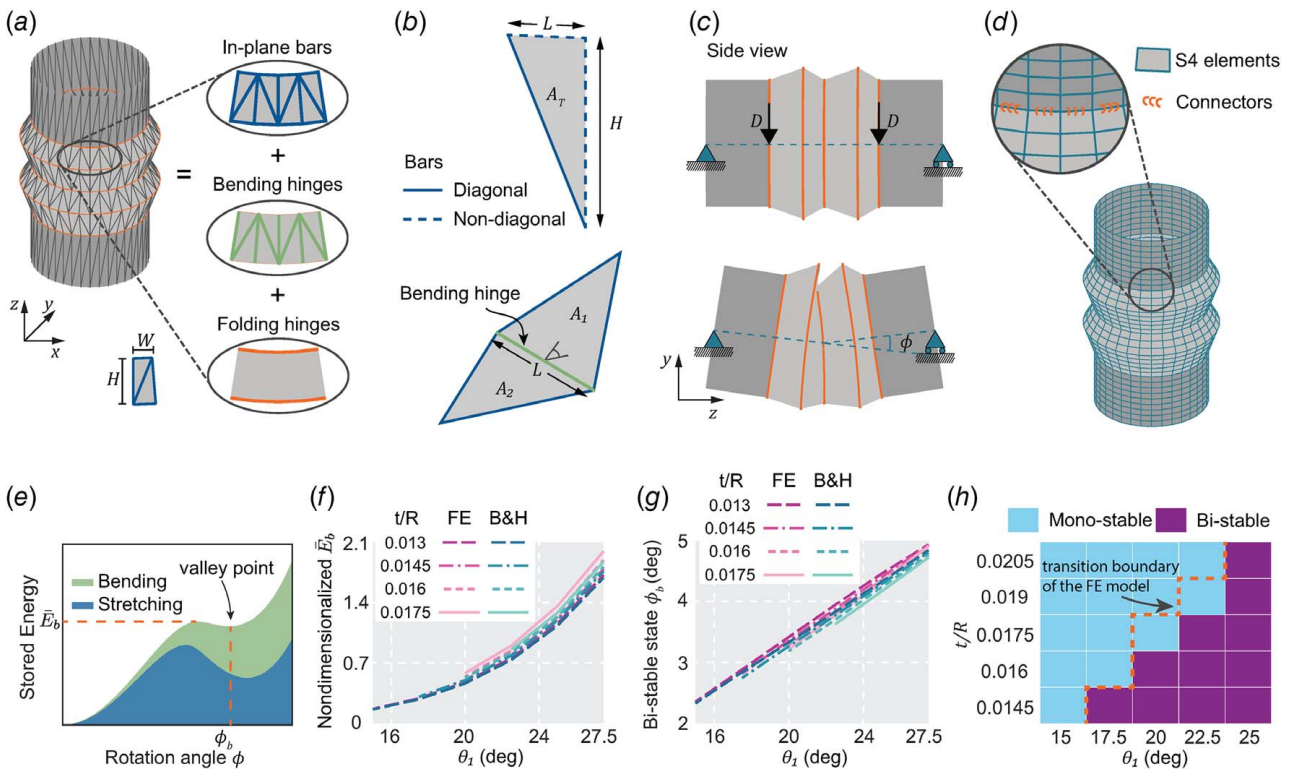 (a)
In-plane bars
+
Bending hinges
=
+
Folding hinges
z
y
x
W
H
(b)
L
A_T
H
Bars
Diagonal
Non-diagonal
Bending hinge
A_1
L
A_2
(c)
Side view
D
D
ϕ
y
z
(d)
S4 elements
Connectors
(e)
Stored Energy
Bending
Stretching
valley point
Ē_b
ϕ_b
Rotation angle ϕ
(f)
t/R FE B&H
0.013
0.0145
0.016
0.0175
Nondimensionalized Ē_b
2.1
1.4
0.7
0
16 20 24 27.5
θ_1 (deg)
(g)
t/R FE B&H
0.013
0.0145
0.016
0.0175
Bi-stable state ϕ_b (deg)
5
4
3
2
16 20 24 27.5
θ_1 (deg)
(h)
Mono-stable Bi-stable
transition boundary
of the FE model
t/R
0.0205
0.019
0.0175
0.016
0.0145
15 17.5 20 22.5 25
θ_1 (deg)